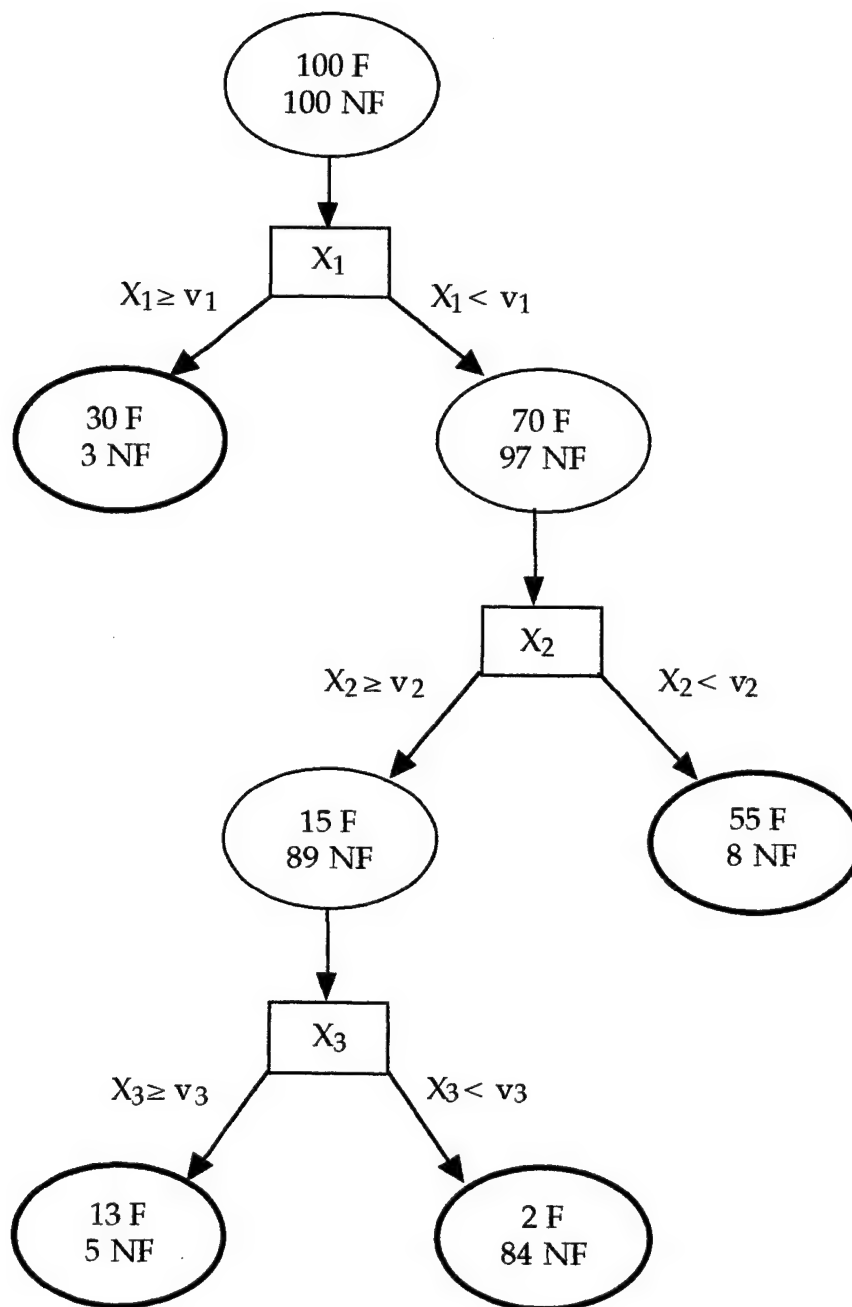 100 F
100 NF
X₁
X₁ ≥ v₁
X₁ < v₁
30 F
3 NF
70 F
97 NF
X₂
X₂ ≥ v₂
X₂ < v₂
15 F
89 NF
55 F
8 NF
X₃
X₃ ≥ v₃
X₃ < v₃
13 F
5 NF
2 F
84 NF